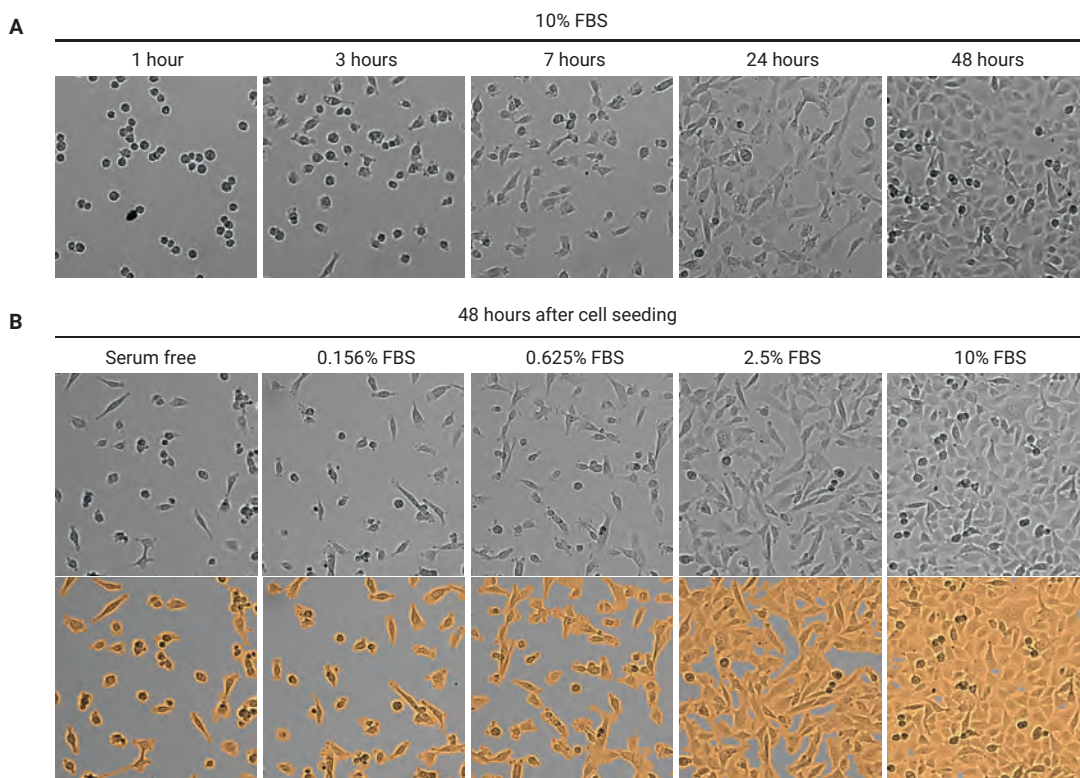 A
10% FBS
1 hour
3 hours
7 hours
24 hours
48 hours
B
48 hours after cell seeding
Serum free
0.156% FBS
0.625% FBS
2.5% FBS
10% FBS